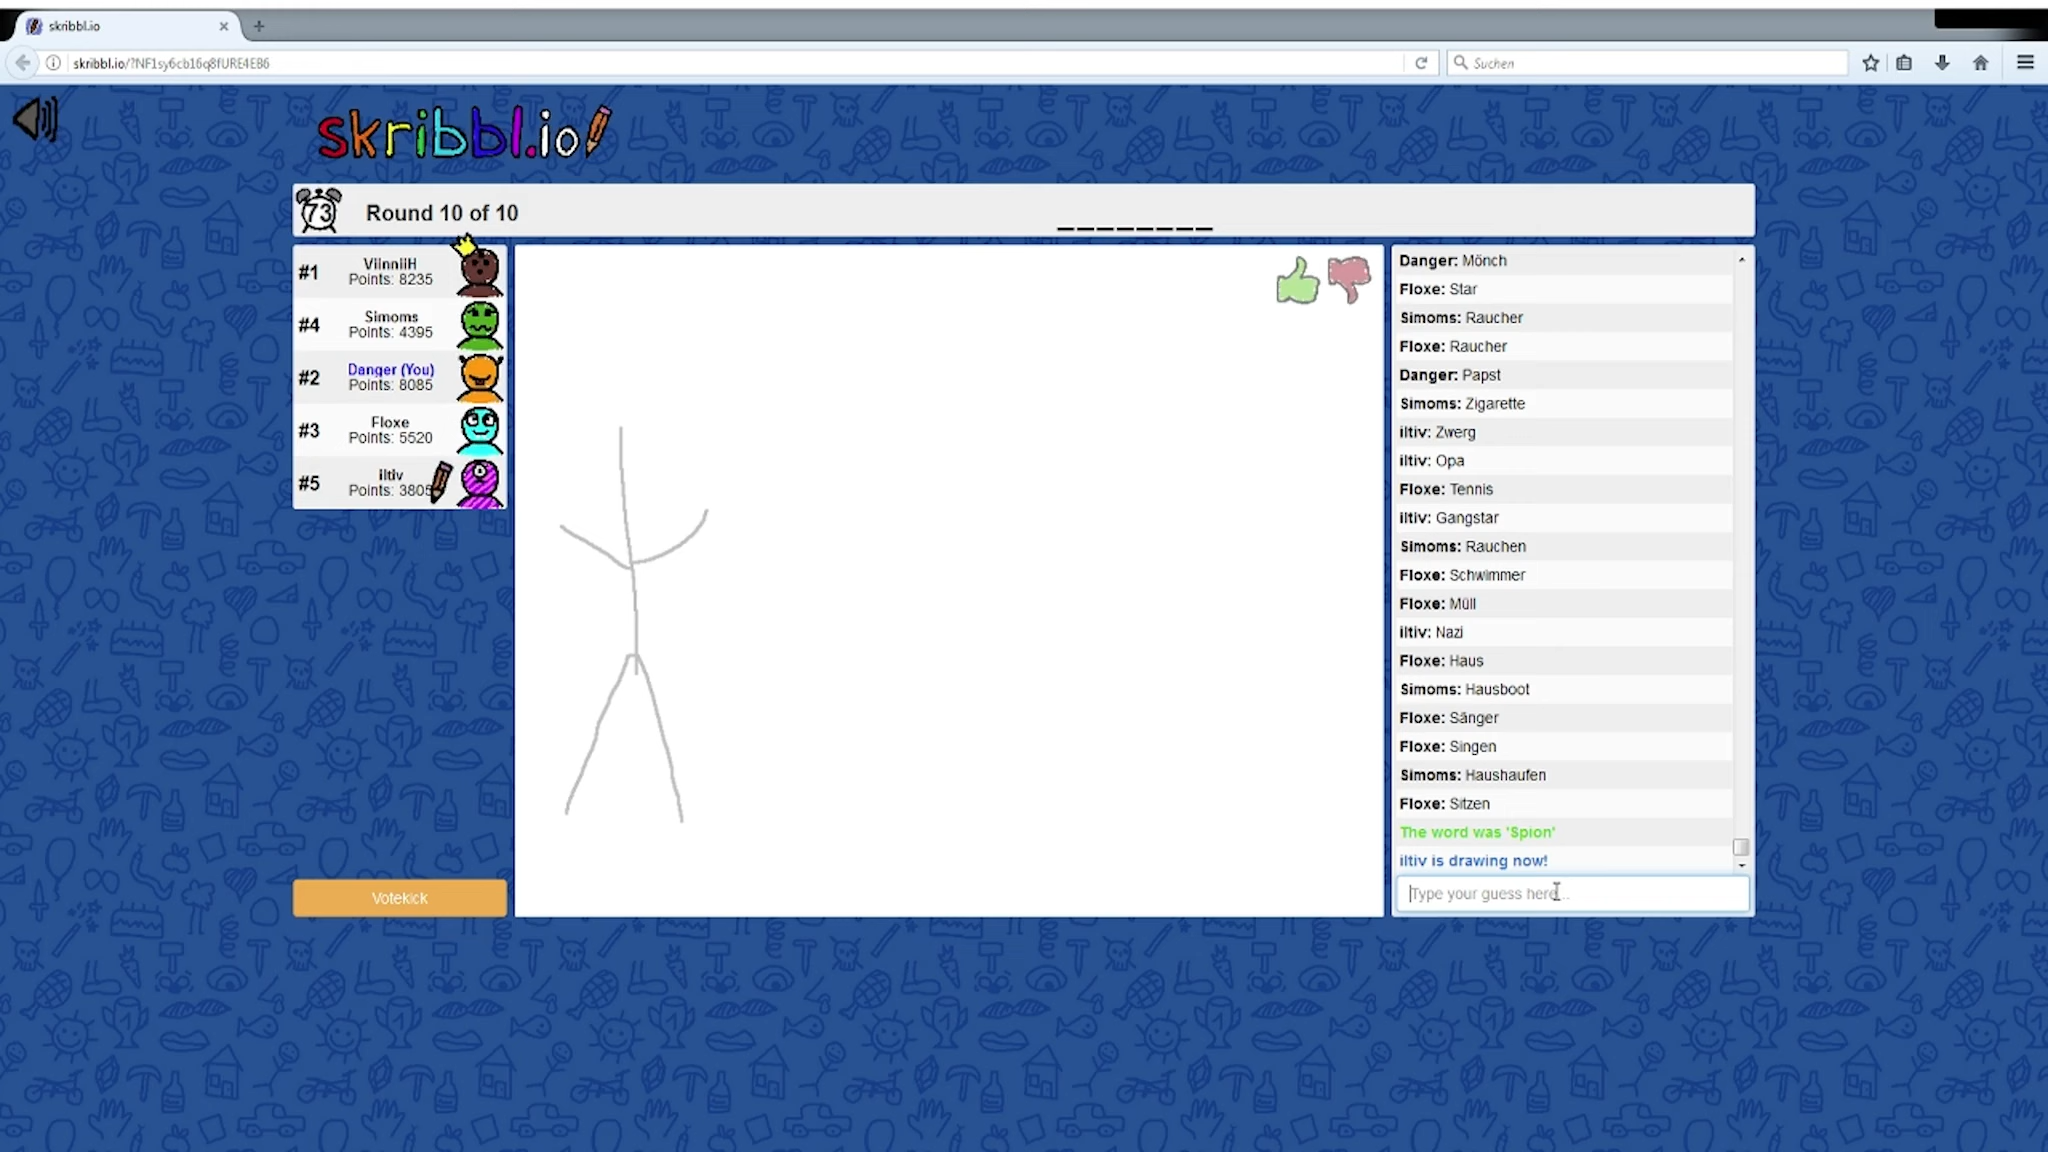 skribbl.io
skribbl.io/?NF1sy6cb16q8fURE4EB6
Suchen
skribbl.io
73
Round 10 of 10
________
#1
ViinniiH
Points: 8235
#4
Simoms
Points: 4395
#2
Danger (You)
Points: 8085
#3
Floxe
Points: 5520
#5
iltiv
Points: 3805
Votekick
Danger: Mönch
Floxe: Star
Simoms: Raucher
Floxe: Raucher
Danger: Papst
Simoms: Zigarette
iltiv: Zwerg
iltiv: Opa
Floxe: Tennis
iltiv: Gangstar
Simoms: Rauchen
Floxe: Schwimmer
Floxe: Müll
iltiv: Nazi
Floxe: Haus
Simoms: Hausboot
Floxe: Sänger
Floxe: Singen
Simoms: Haushaufen
Floxe: Sitzen
The word was 'Spion'
iltiv is drawing now!
Type your guess here...